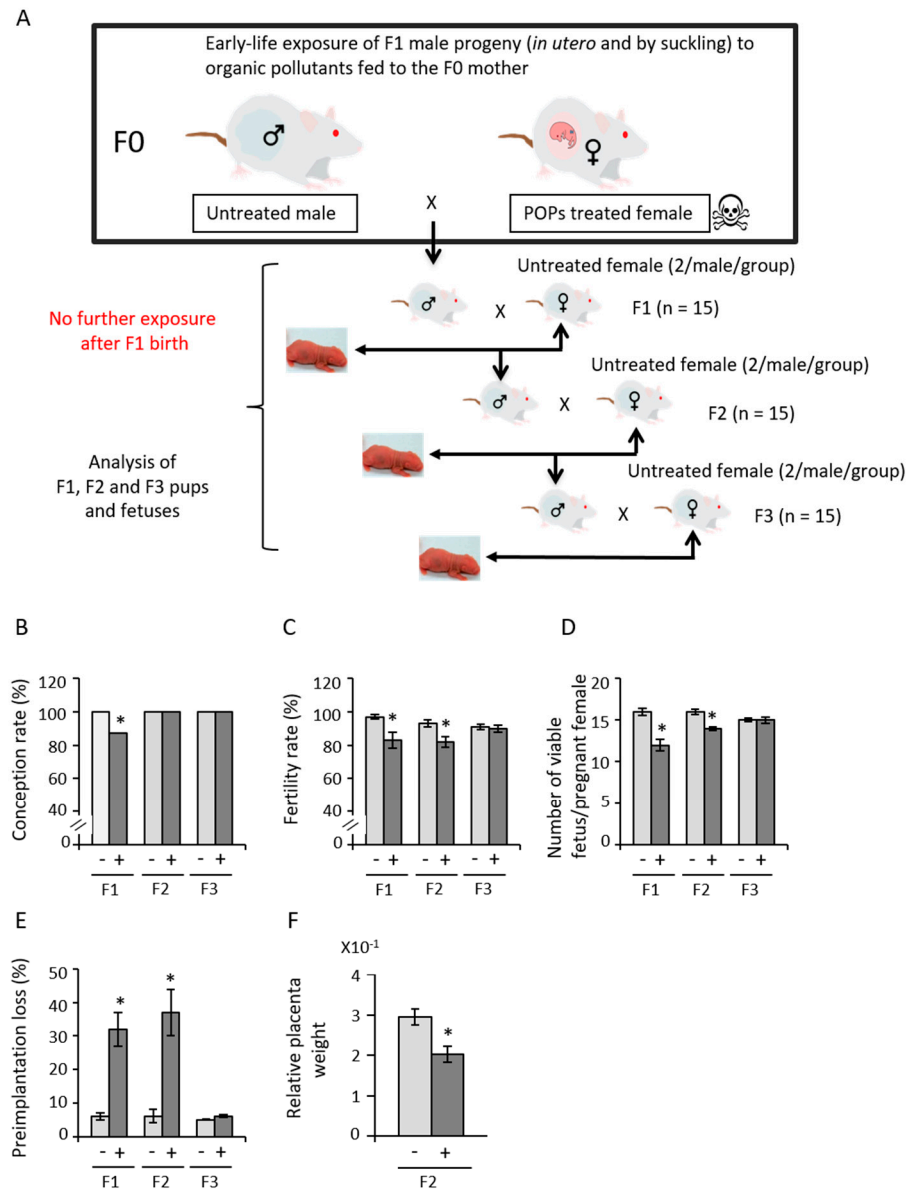 A
Early-life exposure of F1 male progeny (in utero and by suckling) to
organic pollutants fed to the F0 mother
F0
♂
♀
Untreated male
X
POPs treated female
Untreated female (2/male/group)
♂
X
♀
F1 (n = 15)
No further exposure
after F1 birth
Untreated female (2/male/group)
♂
X
♀
F2 (n = 15)
Analysis of
F1, F2 and F3 pups
and fetuses
Untreated female (2/male/group)
♂
X
♀
F3 (n = 15)
B
Conception rate (%)
120
100
80
60
40
0
*
- + - + - +
F1 F2 F3
C
Fertility rate (%)
120
100
80
60
40
0
* *
- + - + - +
F1 F2 F3
D
Number of viable
fetus/pregnant female
20
15
10
5
0
* *
- + - + - +
F1 F2 F3
E
Preimplantation loss (%)
50
40
30
20
10
0
* *
- + - + - +
F1 F2 F3
F
X10⁻¹
Relative placenta
weight
4
3
2
1
0
*
- +
F2